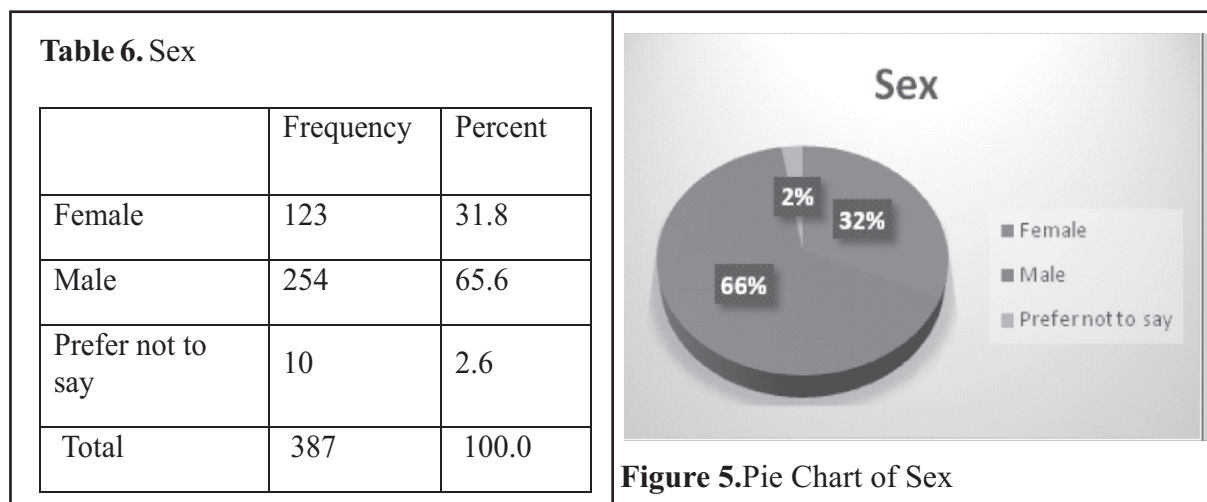 Table 6. Sex
Frequency Percent
Female 123 31.8
Male 254 65.6
Prefer not to
say 10 2.6
Total 387 100.0
Sex
2%
32%
66%
Female
Male
Prefer not to say
Figure 5.Pie Chart of Sex